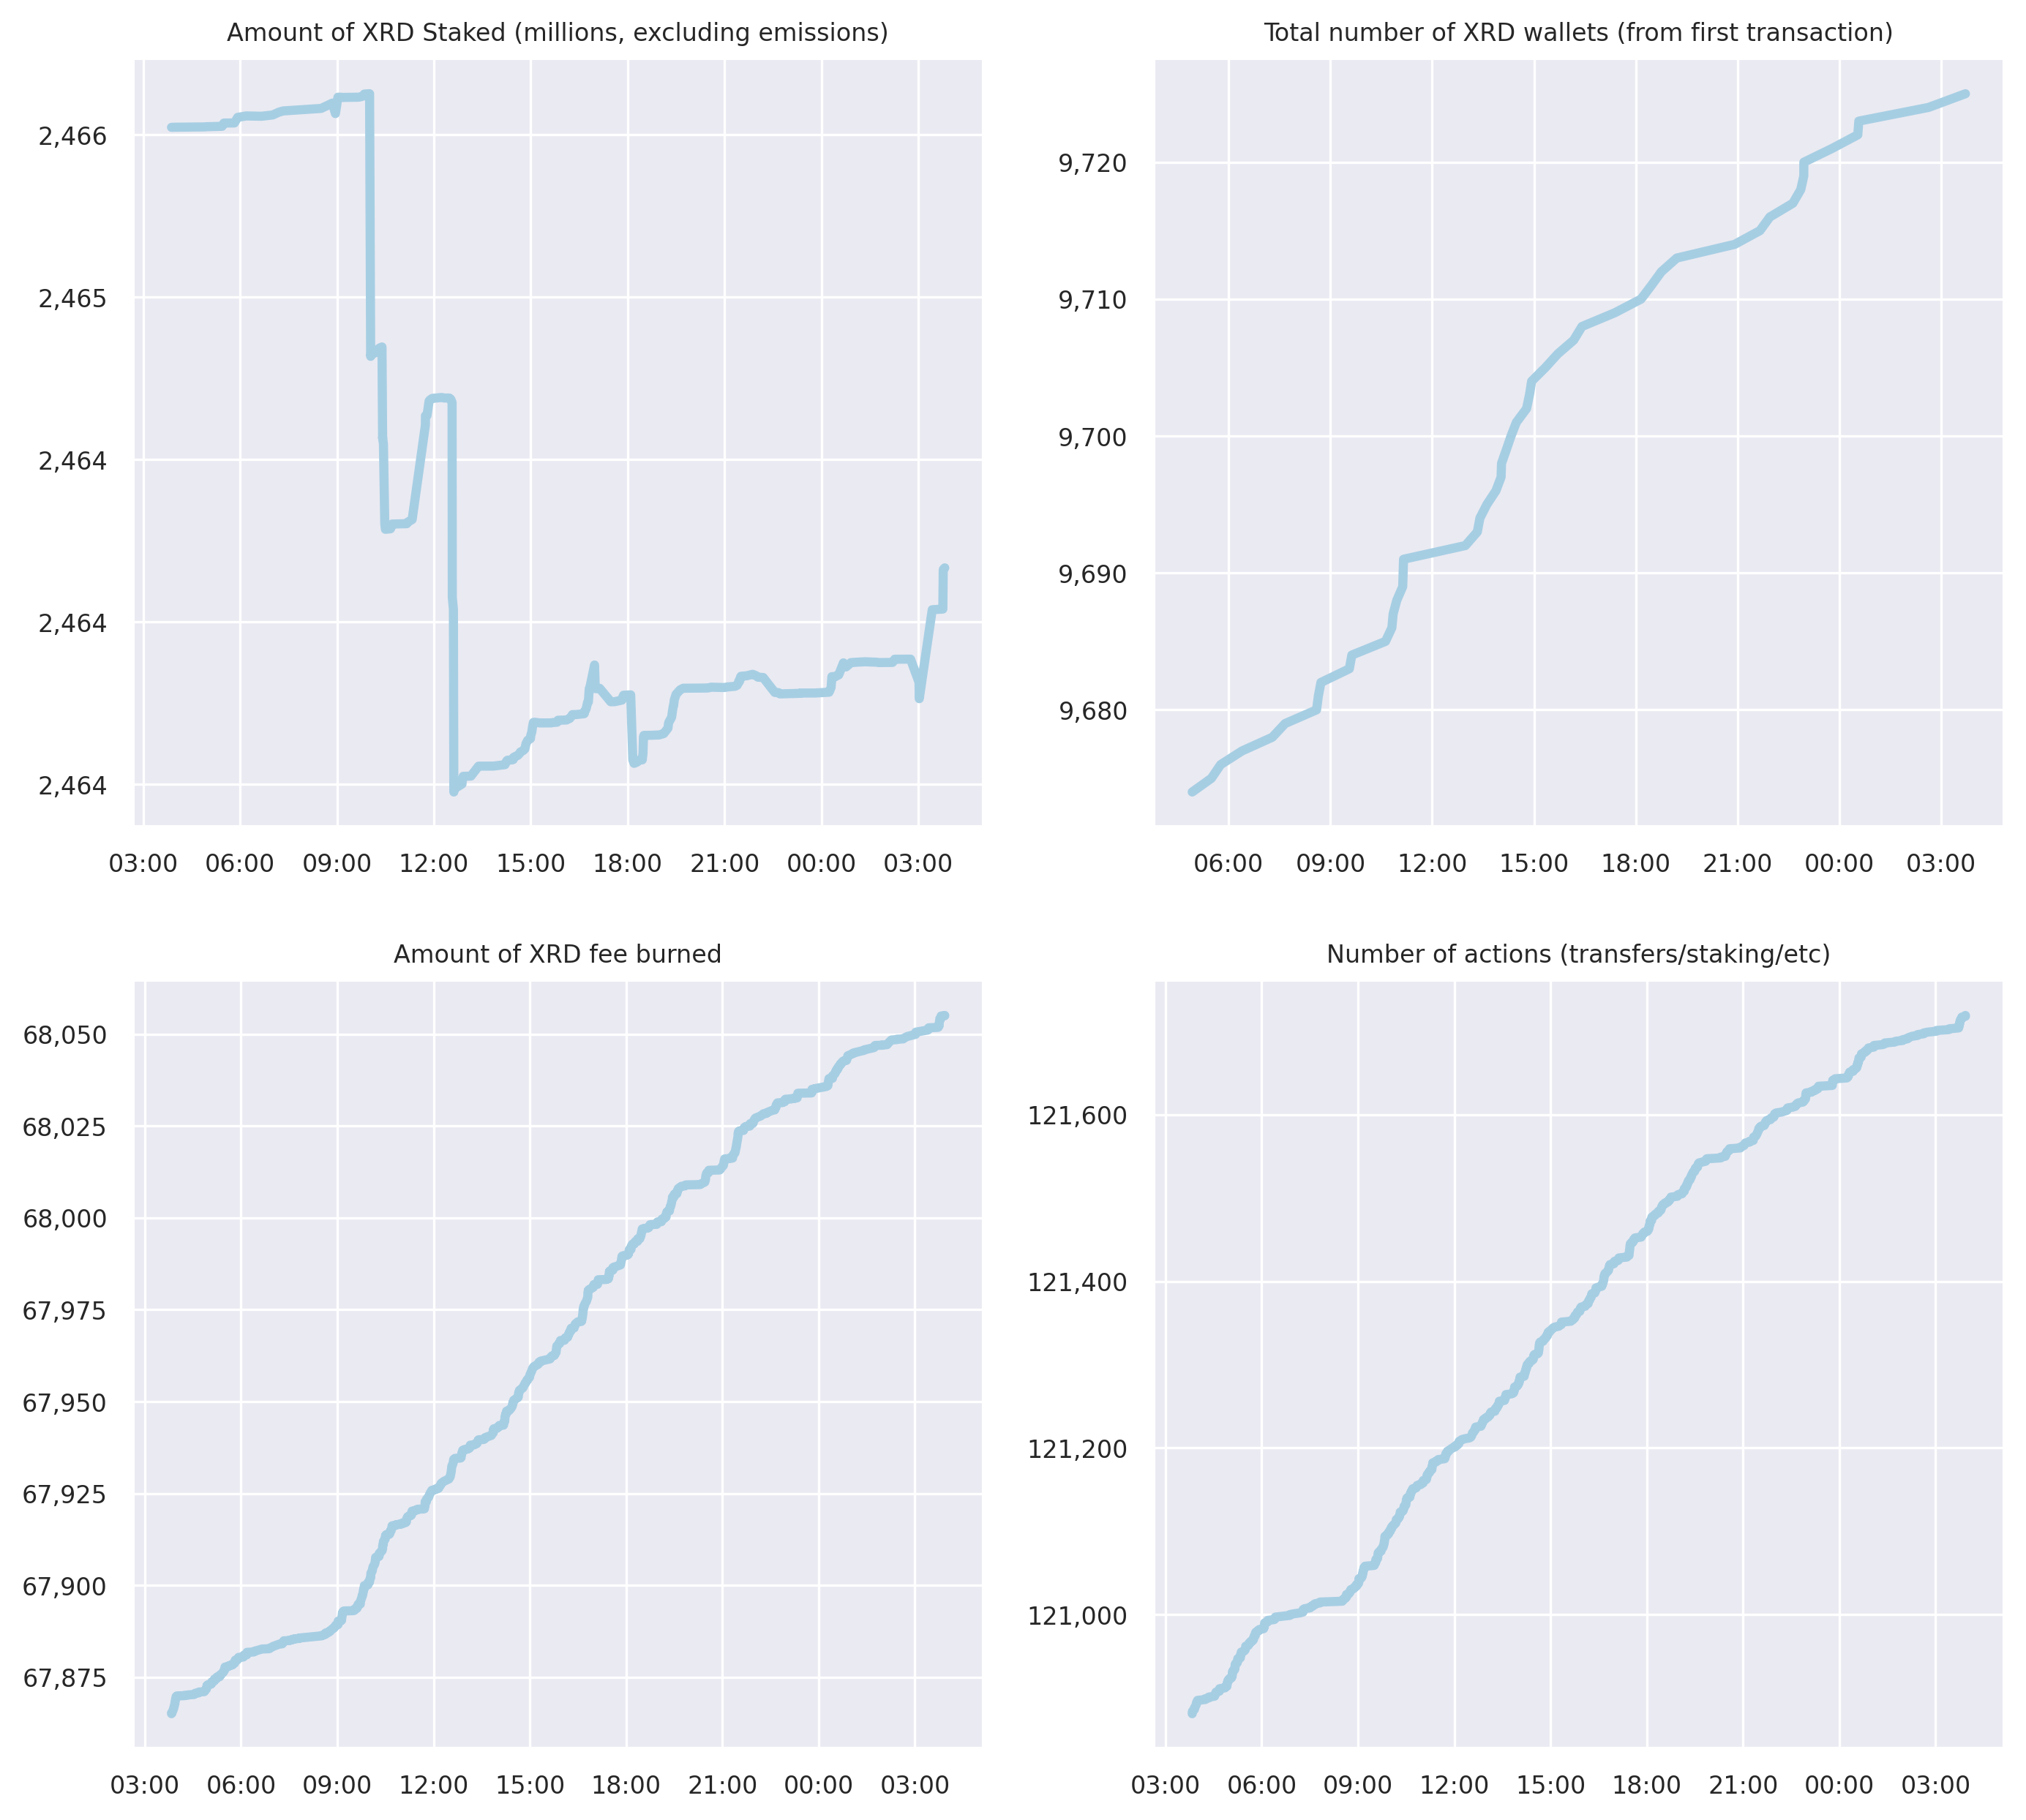 Amount of XRD Staked (millions, excluding emissions)
2,466
2,465
2,464
2,464
2,464
03:00 06:00 09:00 12:00 15:00 18:00 21:00 00:00 03:00
Total number of XRD wallets (from first transaction)
9,720
9,710
9,700
9,690
9,680
06:00 09:00 12:00 15:00 18:00 21:00 00:00 03:00
Amount of XRD fee burned
68,050
68,025
68,000
67,975
67,950
67,925
67,900
67,875
03:00 06:00 09:00 12:00 15:00 18:00 21:00 00:00 03:00
Number of actions (transfers/staking/etc)
121,600
121,400
121,200
121,000
03:00 06:00 09:00 12:00 15:00 18:00 21:00 00:00 03:00